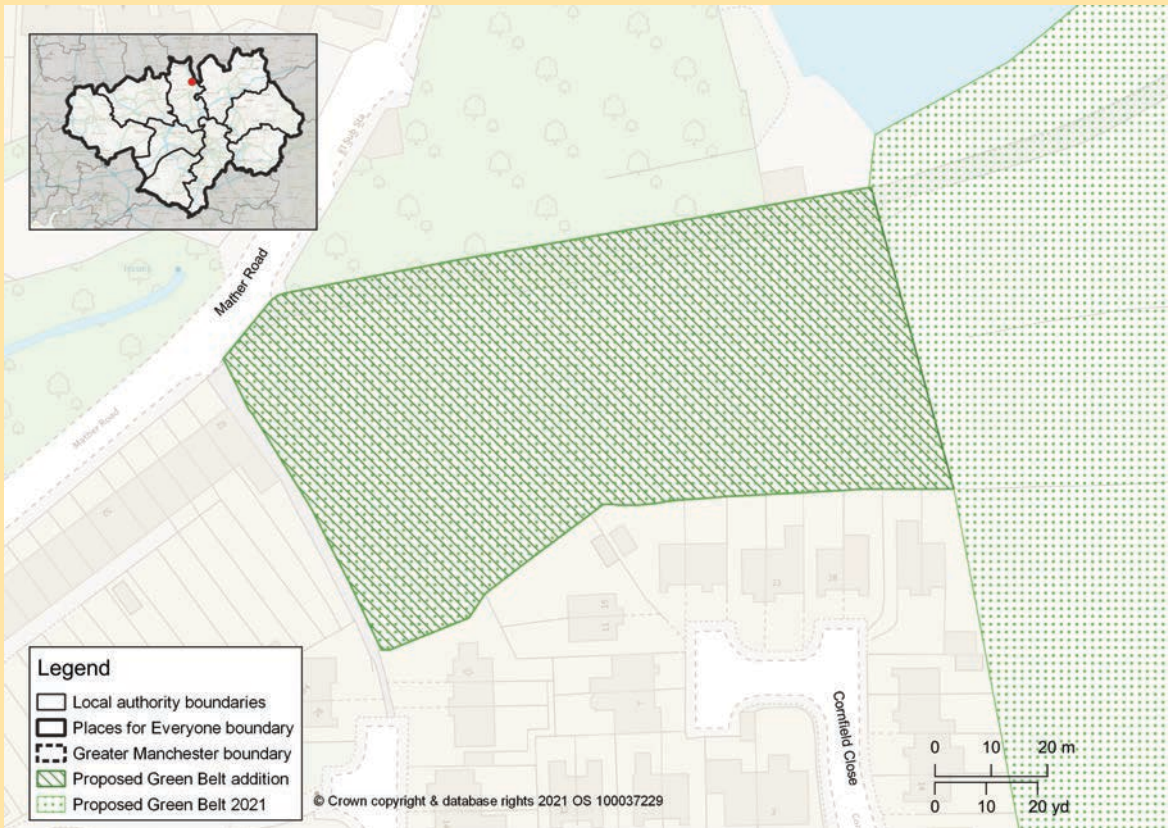 Mather Road
Mather Road
Legend
Local authority boundaries
Places for Everyone boundary
Greater Manchester boundary
Proposed Green Belt addition
Proposed Green Belt 2021
© Crown copyright & database rights 2021 OS 100037229
Cornfield Close
0 10 20 m
0 10 20 yd